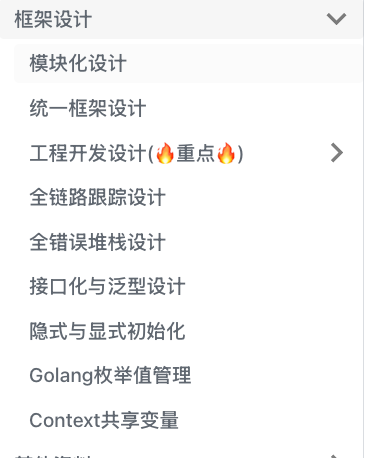 框架设计
模块化设计
统一框架设计
工程开发设计(🔥重点🔥)
全链路跟踪设计
全错误堆栈设计
接口化与泛型设计
隐式与显式初始化
Golang枚举值管理
Context共享变量